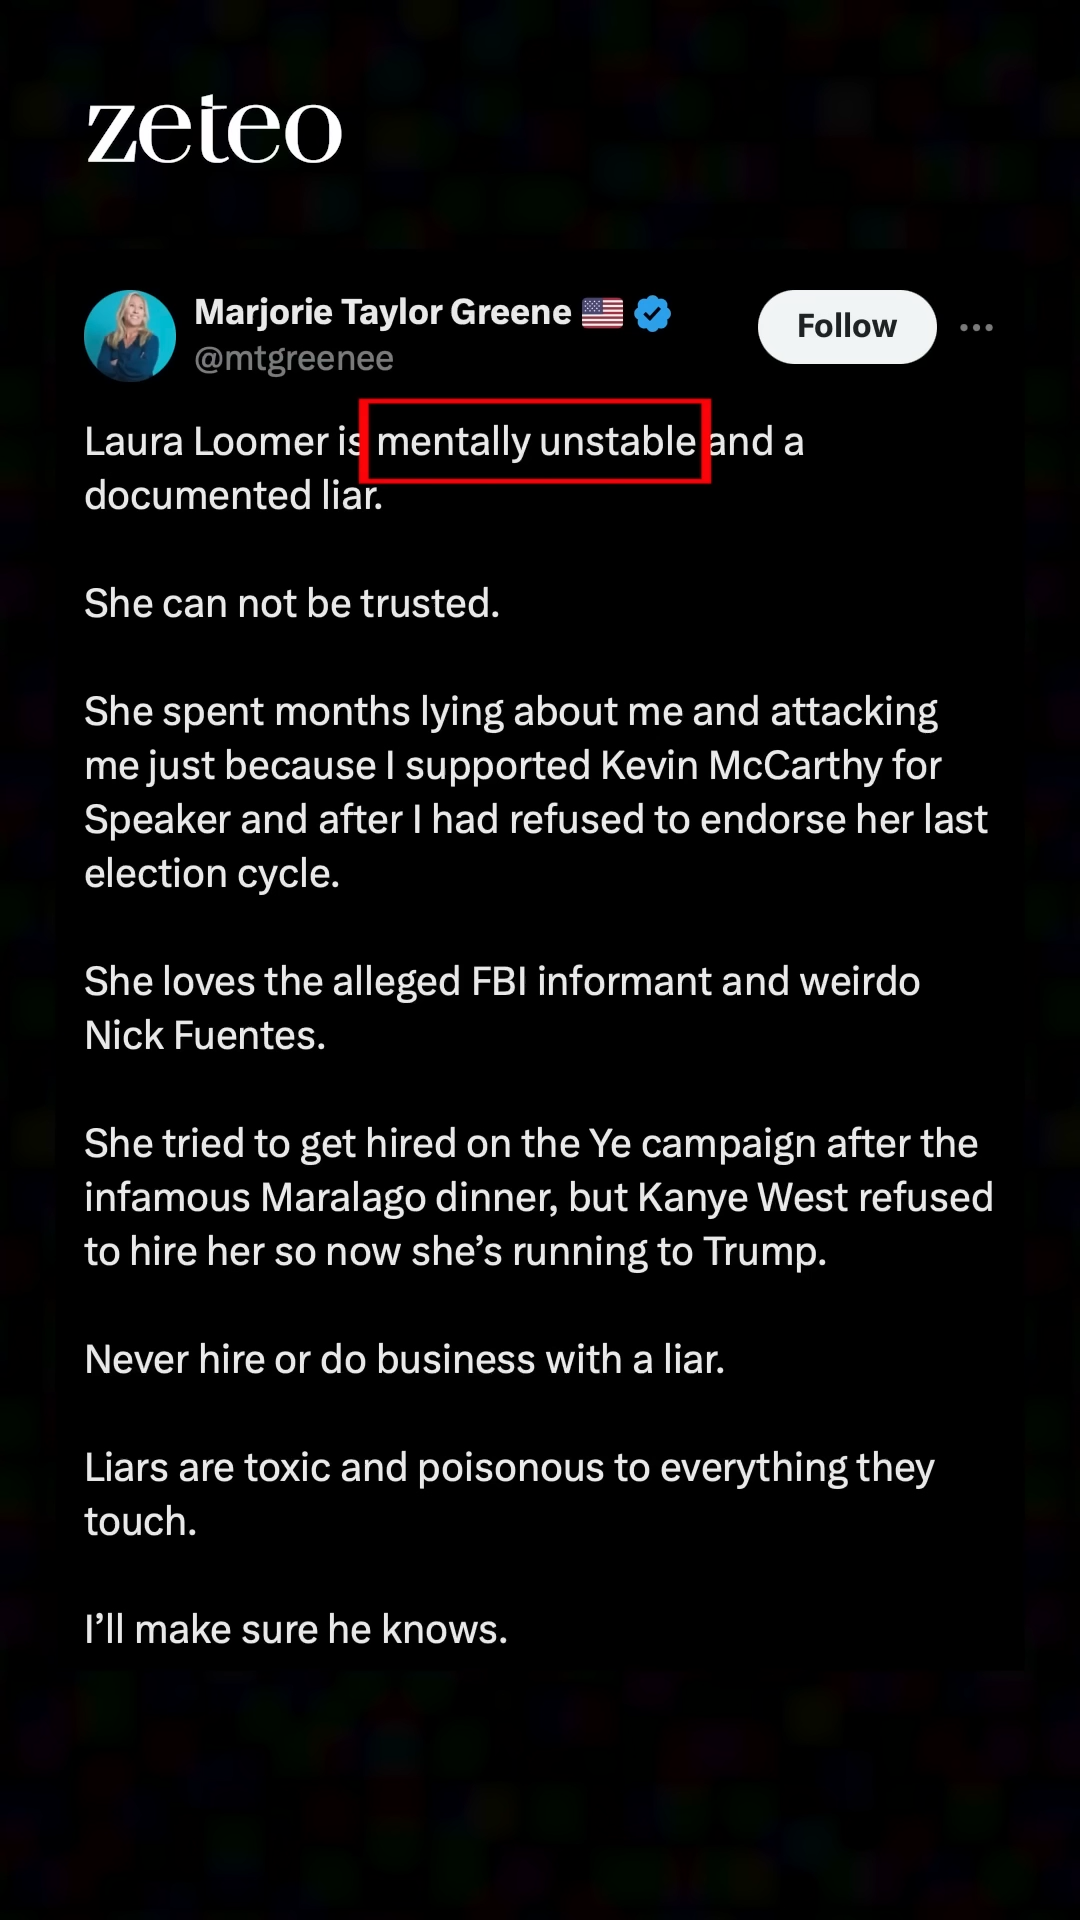 zeteo
Marjorie Taylor Greene 🇺🇸
Follow
@mtgreenee
Laura Loomer is mentally unstable and a
documented liar.
She can not be trusted.
She spent months lying about me and attacking
me just because I supported Kevin McCarthy for
Speaker and after I had refused to endorse her last
election cycle.
She loves the alleged FBI informant and weirdo
Nick Fuentes.
She tried to get hired on the Ye campaign after the
infamous Maralago dinner, but Kanye West refused
to hire her so now she’s running to Trump.
Never hire or do business with a liar.
Liars are toxic and poisonous to everything they
touch.
I’ll make sure he knows.